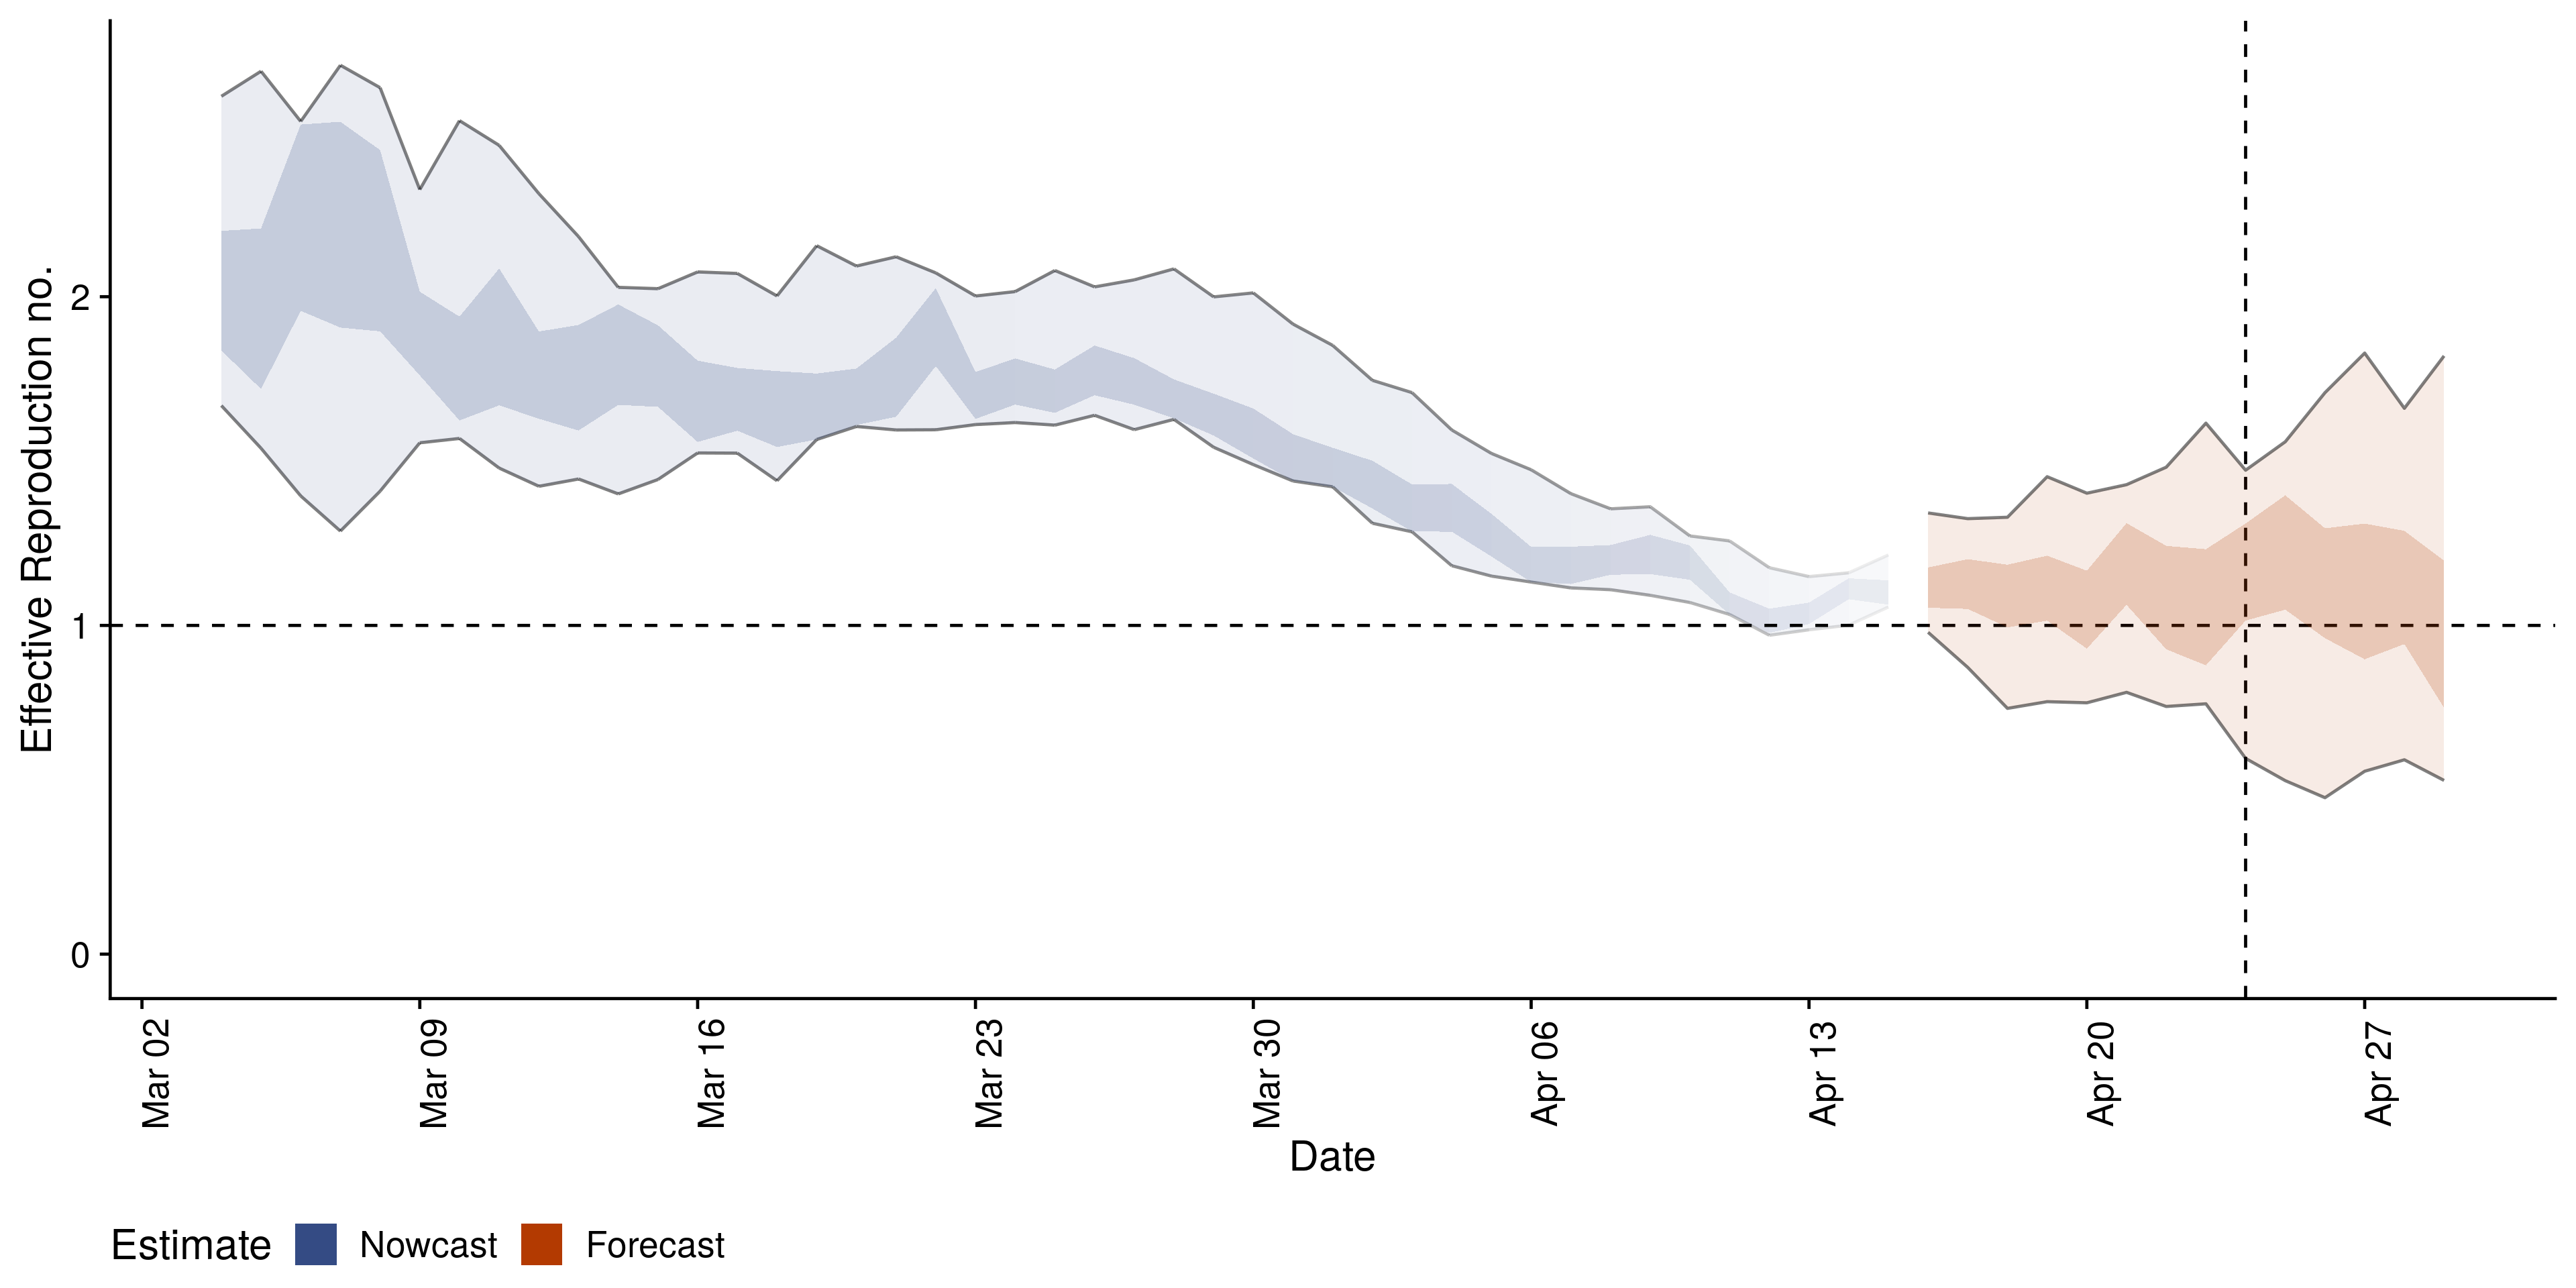 Effective Reproduction no.
2
1
0
Mar 02
Mar 09
Mar 16
Mar 23
Mar 30
Apr 06
Apr 13
Apr 20
Apr 27
Date
Estimate Nowcast Forecast